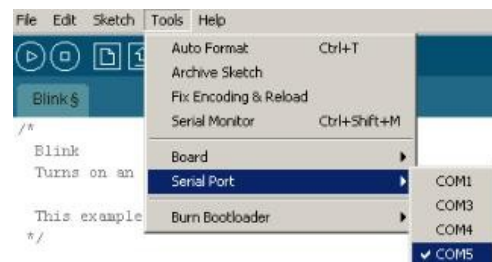 File Edit Sketch Tools Help
Auto Format Ctrl+T
Archive Sketch
Fix Encoding & Reload
Serial Monitor Ctrl+Shift+M
Board
Serial Port
Burn Bootloader
COM1
COM3
COM4
COM5
Blink §
/*
Blink
Turns on an
This example
*/